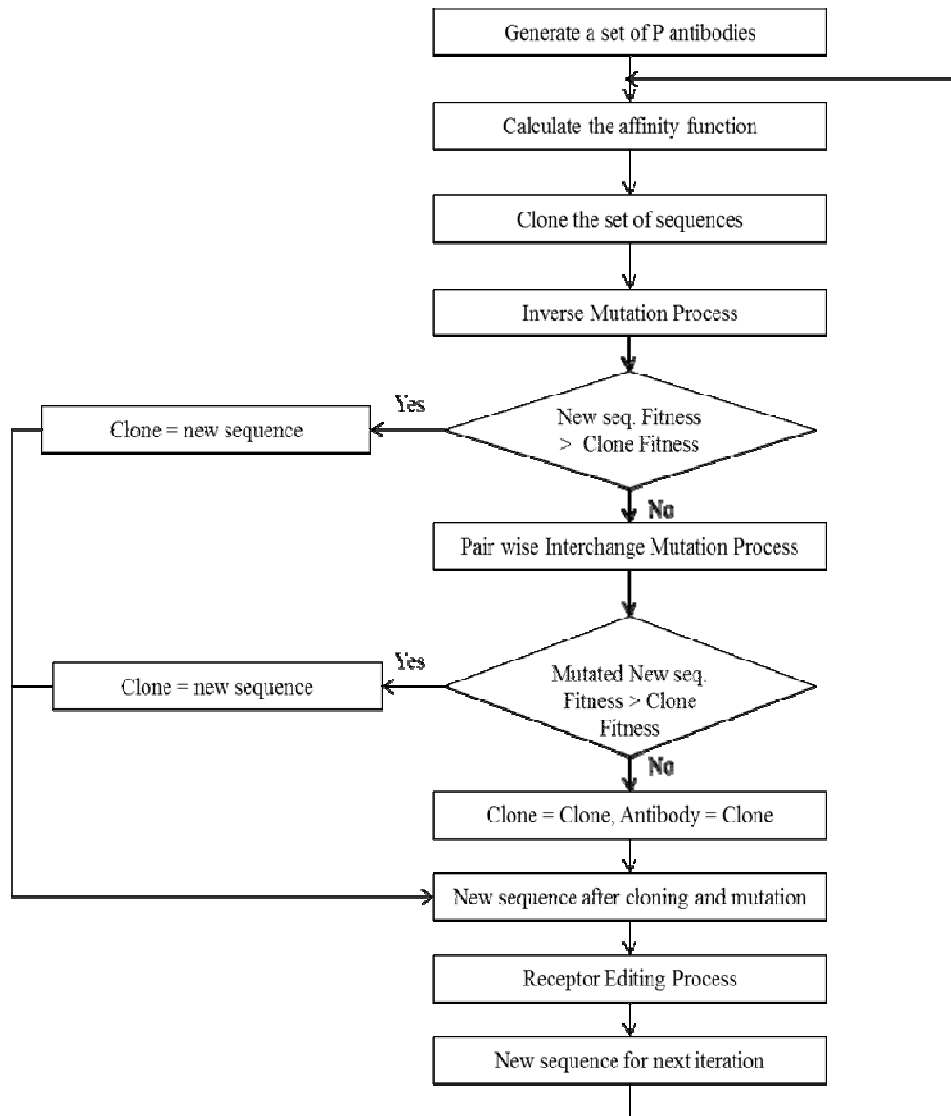 Generate a set of P antibodies
Calculate the affinity function
Clone the set of sequences
Inverse Mutation Process
Yes
New seq. Fitness
> Clone Fitness
Clone = new sequence
No
Pair wise Interchange Mutation Process
Yes
Mutated New seq.
Fitness > Clone
Fitness
Clone = new sequence
No
Clone = Clone, Antibody = Clone
New sequence after cloning and mutation
Receptor Editing Process
New sequence for next iteration